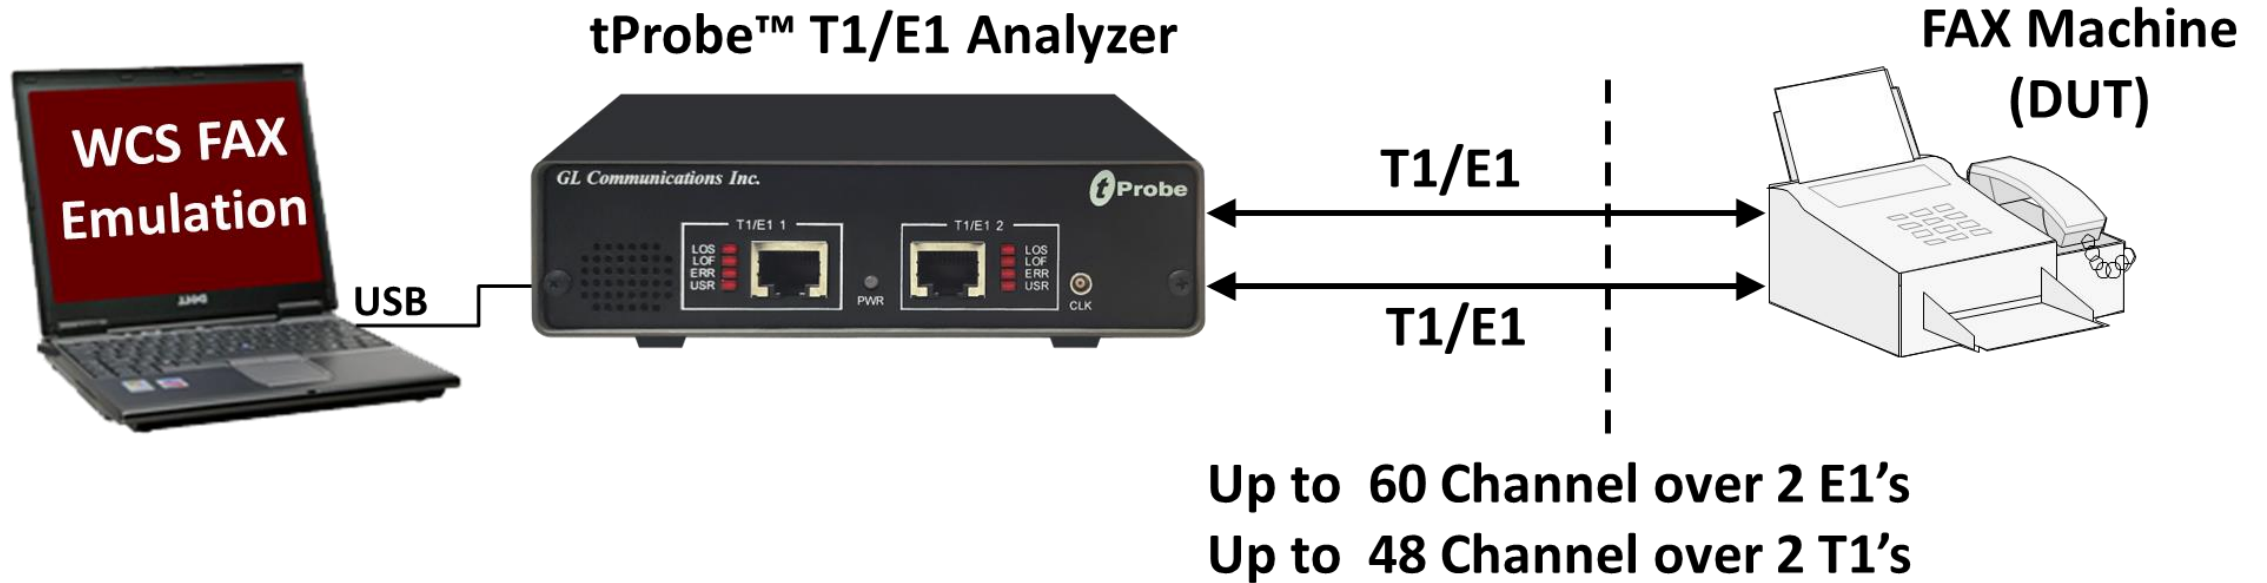 tProbe™ T1/E1 Analyzer
FAX Machine
(DUT)
WCS FAX
Emulation
DELL
USB
GL Communications Inc.
tProbe
T1/E1 1
LOS
LOF
ERR
USR
PWR
T1/E1 2
LOS
LOF
ERR
USR
CLK
T1/E1
T1/E1
Up to  60 Channel over 2 E1’s
Up to  48 Channel over 2 T1’s